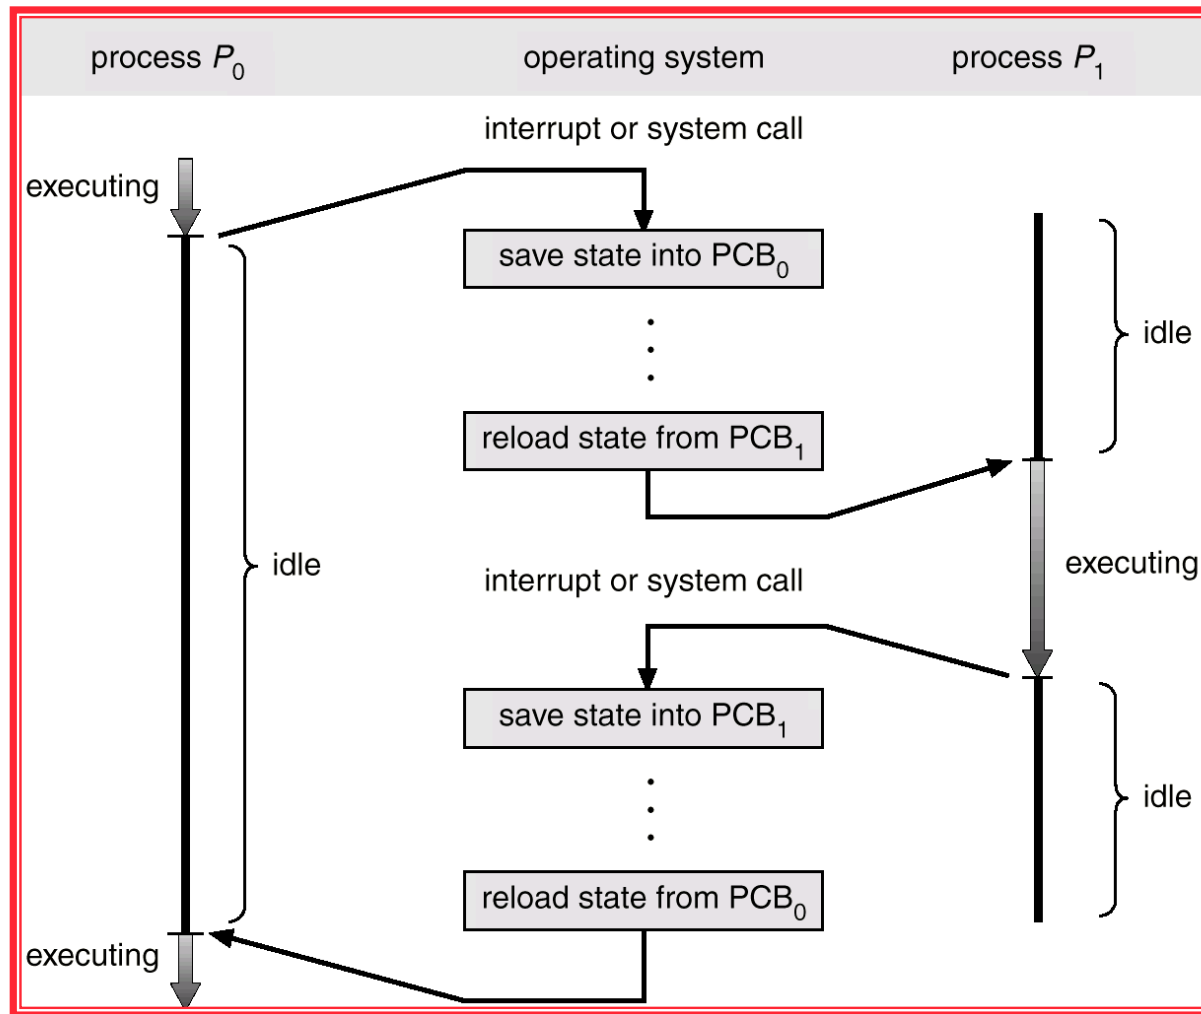 process P₀ operating system process P₁
interrupt or system call
executing
save state into PCB₀
idle
reload state from PCB₁
idle
executing
interrupt or system call
save state into PCB₁
idle
reload state from PCB₀
executing